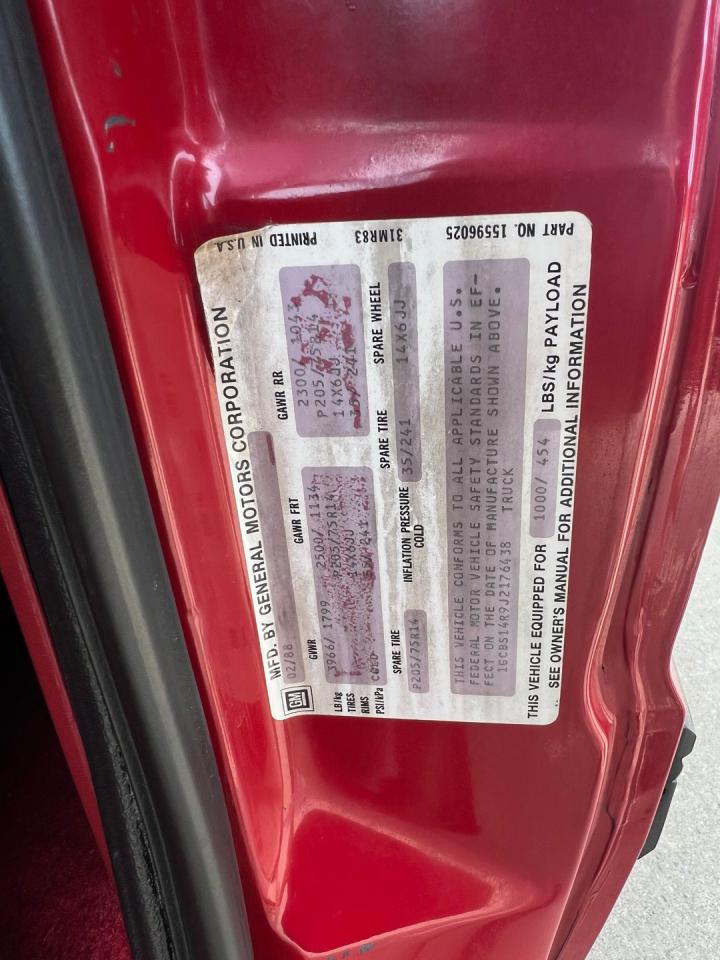 MFD. BY GENERAL MOTORS CORPORATION
GM 02/88
GVWR GAWR FRT GAWR RR
LB/kg 3966/ 1799 2500/ 1134 2300/ 1043
TIRES P205/75R14 P205/75R14
RIMS 14X6JJ 14X6JJ
PSI/kPa COLD 35/ 241 35/ 241
SPARE TIRE INFLATION PRESSURE SPARE TIRE SPARE WHEEL
COLD
P205/75R14 35/241 14X6JJ
THIS VEHICLE CONFORMS TO ALL APPLICABLE U.S.
FEDERAL MOTOR VEHICLE SAFETY STANDARDS IN EF-
FECT ON THE DATE OF MANUFACTURE SHOWN ABOVE.
1GCBS14R9J2176438 TRUCK
THIS VEHICLE EQUIPPED FOR 1000/ 454 LBS/kg PAYLOAD
SEE OWNER'S MANUAL FOR ADDITIONAL INFORMATION
PART NO. 15596025 31MR83 PRINTED IN U.S.A.